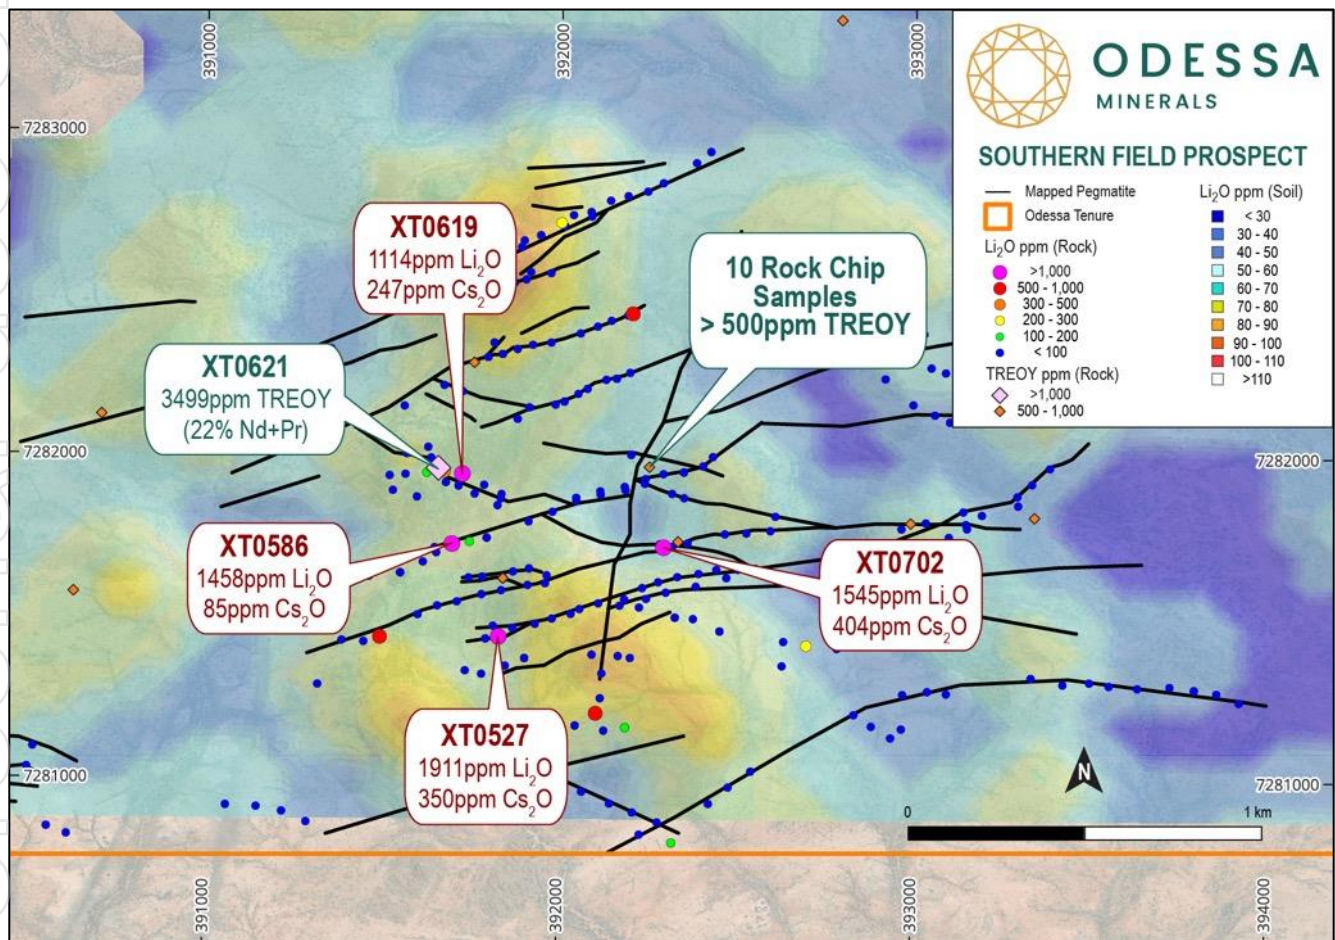 391000
392000
393000
7283000
7282000
7281000
7282000
7281000
391000
392000
393000
394000
XT0619
1114ppm Li₂O
247ppm Cs₂O
10 Rock Chip
Samples
> 500ppm TREOY
XT0621
3499ppm TREOY
(22% Nd+Pr)
XT0586
1458ppm Li₂O
85ppm Cs₂O
XT0702
1545ppm Li₂O
404ppm Cs₂O
XT0527
1911ppm Li₂O
350ppm Cs₂O
N
0 1 km
ODESSA
MINERALS
SOUTHERN FIELD PROSPECT
Mapped Pegmatite
Odessa Tenure
Li₂O ppm (Rock)
>1,000
500 - 1,000
300 - 500
200 - 300
100 - 200
< 100
TREOY ppm (Rock)
>1,000
500 - 1,000
Li₂O ppm (Soil)
< 30
30 - 40
40 - 50
50 - 60
60 - 70
70 - 80
80 - 90
90 - 100
100 - 110
>110